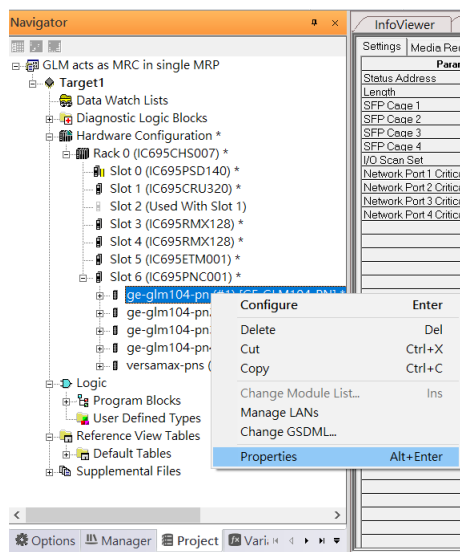 Navigator
GLM acts as MRC in single MRP
Target1
Data Watch Lists
Diagnostic Logic Blocks
Hardware Configuration *
Rack 0 (IC695CHS007) *
Slot 0 (IC695PSD140) *
Slot 1 (IC695CRU320) *
Slot 2 (Used With Slot 1)
Slot 3 (IC695RMX128) *
Slot 4 (IC695RMX128) *
Slot 5 (IC695ETM001) *
Slot 6 (IC695PNC001) *
ge-glm104-pn (#1) [GE-GLM104-PN] *
ge-glm104-pn
ge-glm104-pn
ge-glm104-pn
versamax-pns (
Logic
Program Blocks
User Defined Types
Reference View Tables
Default Tables
Supplemental Files
Options Manager Project Varia
InfoViewer (
Settings Media Re
Para
Status Address
Length
SFP Cage 1
SFP Cage 2
SFP Cage 3
SFP Cage 4
I/O Scan Set
Network Port 1 Critic
Network Port 2 Critic
Network Port 3 Critic
Network Port 4 Critic
Configure Enter
Delete Del
Cut Ctrl+X
Copy Ctrl+C
Change Module List... Ins
Manage LANs
Change GSDML...
Properties Alt+Enter